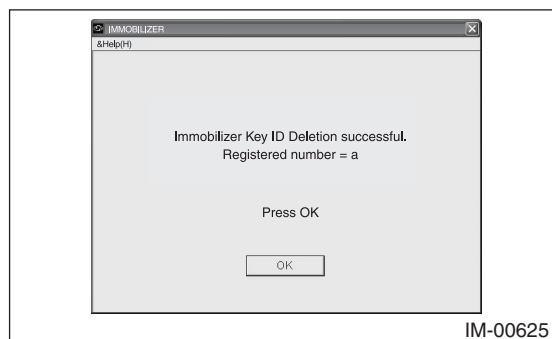 IMMOBILIZER
&Help(H)
Immobilizer Key ID Deletion successful.
Registered number = a
Press OK
OK
IM-00625